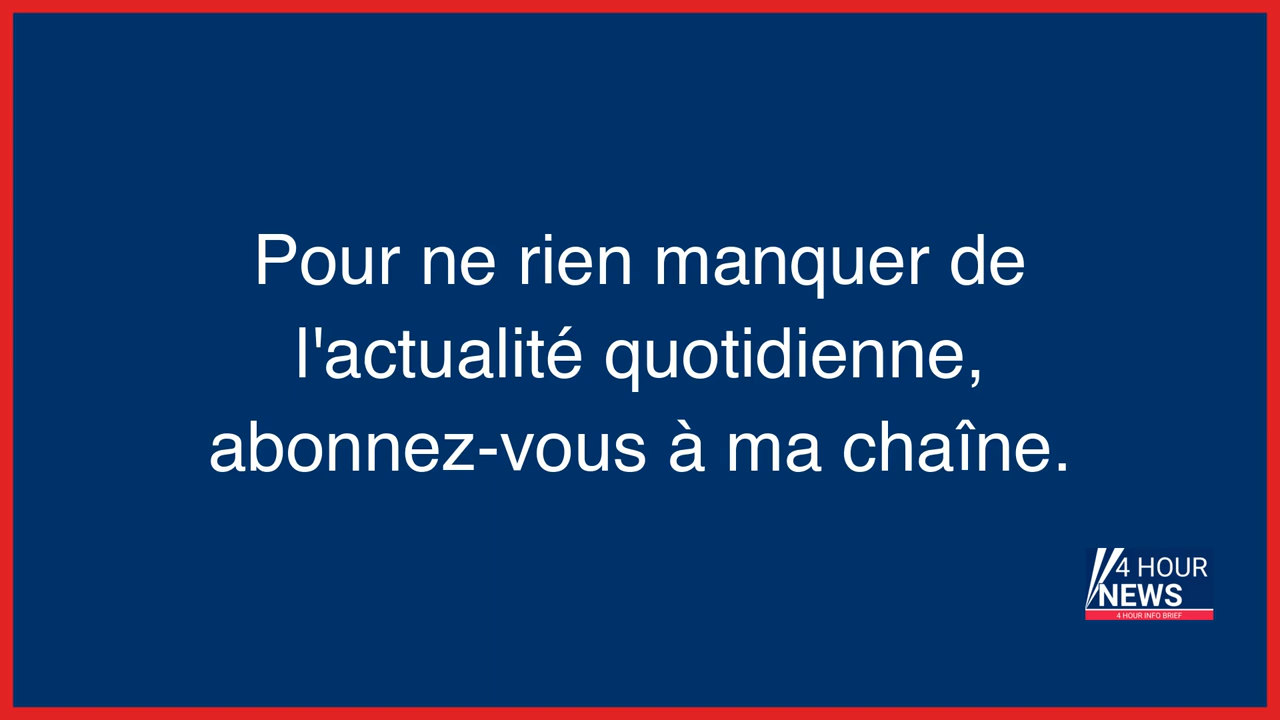 Pour ne rien manquer de
l'actualité quotidienne,
abonnez-vous à ma chaîne.
4 HOUR
NEWS
4 HOUR INFO BRIEF